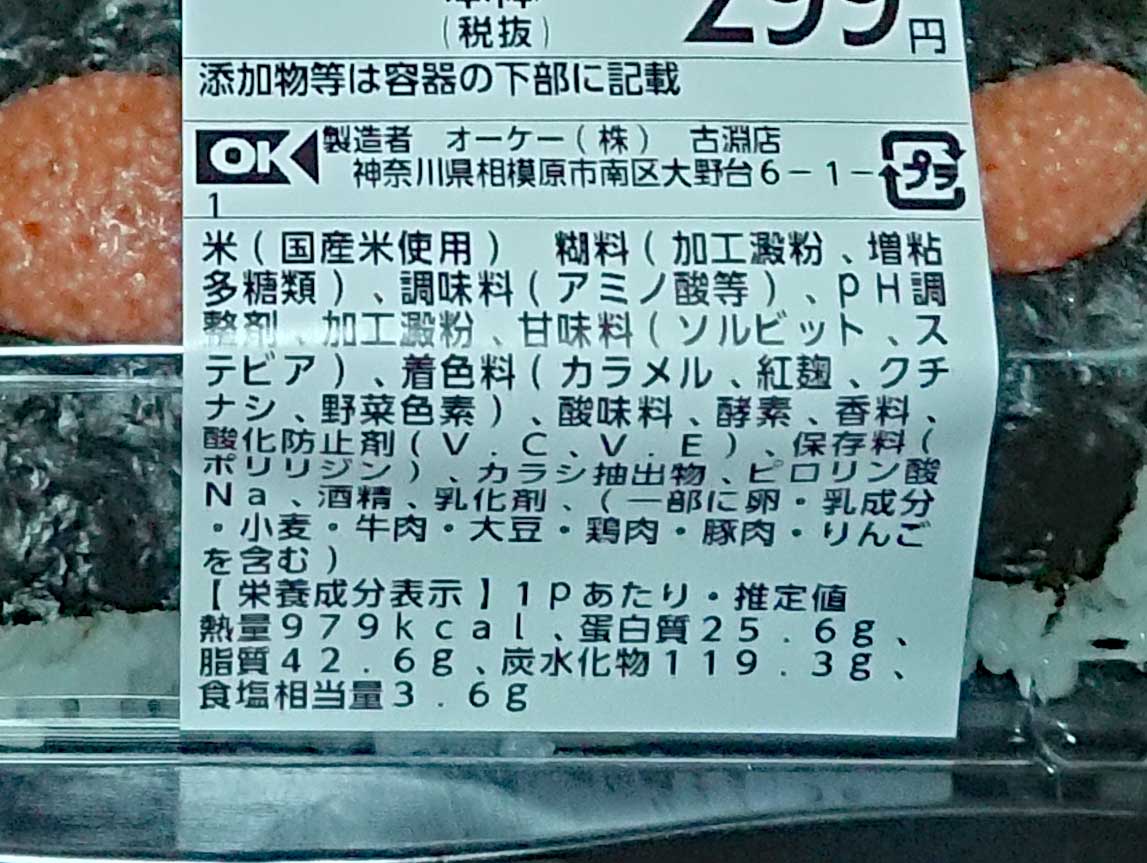 (税抜) 299円
添加物等は容器の下部に記載
OK 製造者 オーケー(株) 古淵店
神奈川県相模原市南区大野台6-1- プラ
1
米(国産米使用) 糊料(加工澱粉、増粘
多糖類)、調味料(アミノ酸等)、pH調
整剤、加工澱粉、甘味料(ソルビット、ス
テビア)、着色料(カラメル、紅麹、クチ
ナシ、野菜色素)、酸味料、酵素、香料、
酸化防止剤(V.C、V.E)、保存料(
ポリリジン)、カラシ抽出物、ピロリン酸
Na、酒精、乳化剤、(一部に卵・乳成分
・小麦・牛肉・大豆・鶏肉・豚肉・りんご
を含む)
【栄養成分表示】1pあたり・推定値
熱量979kcal、蛋白質25.6g、
脂質42.6g、炭水化物119.3g、
食塩相当量3.6g